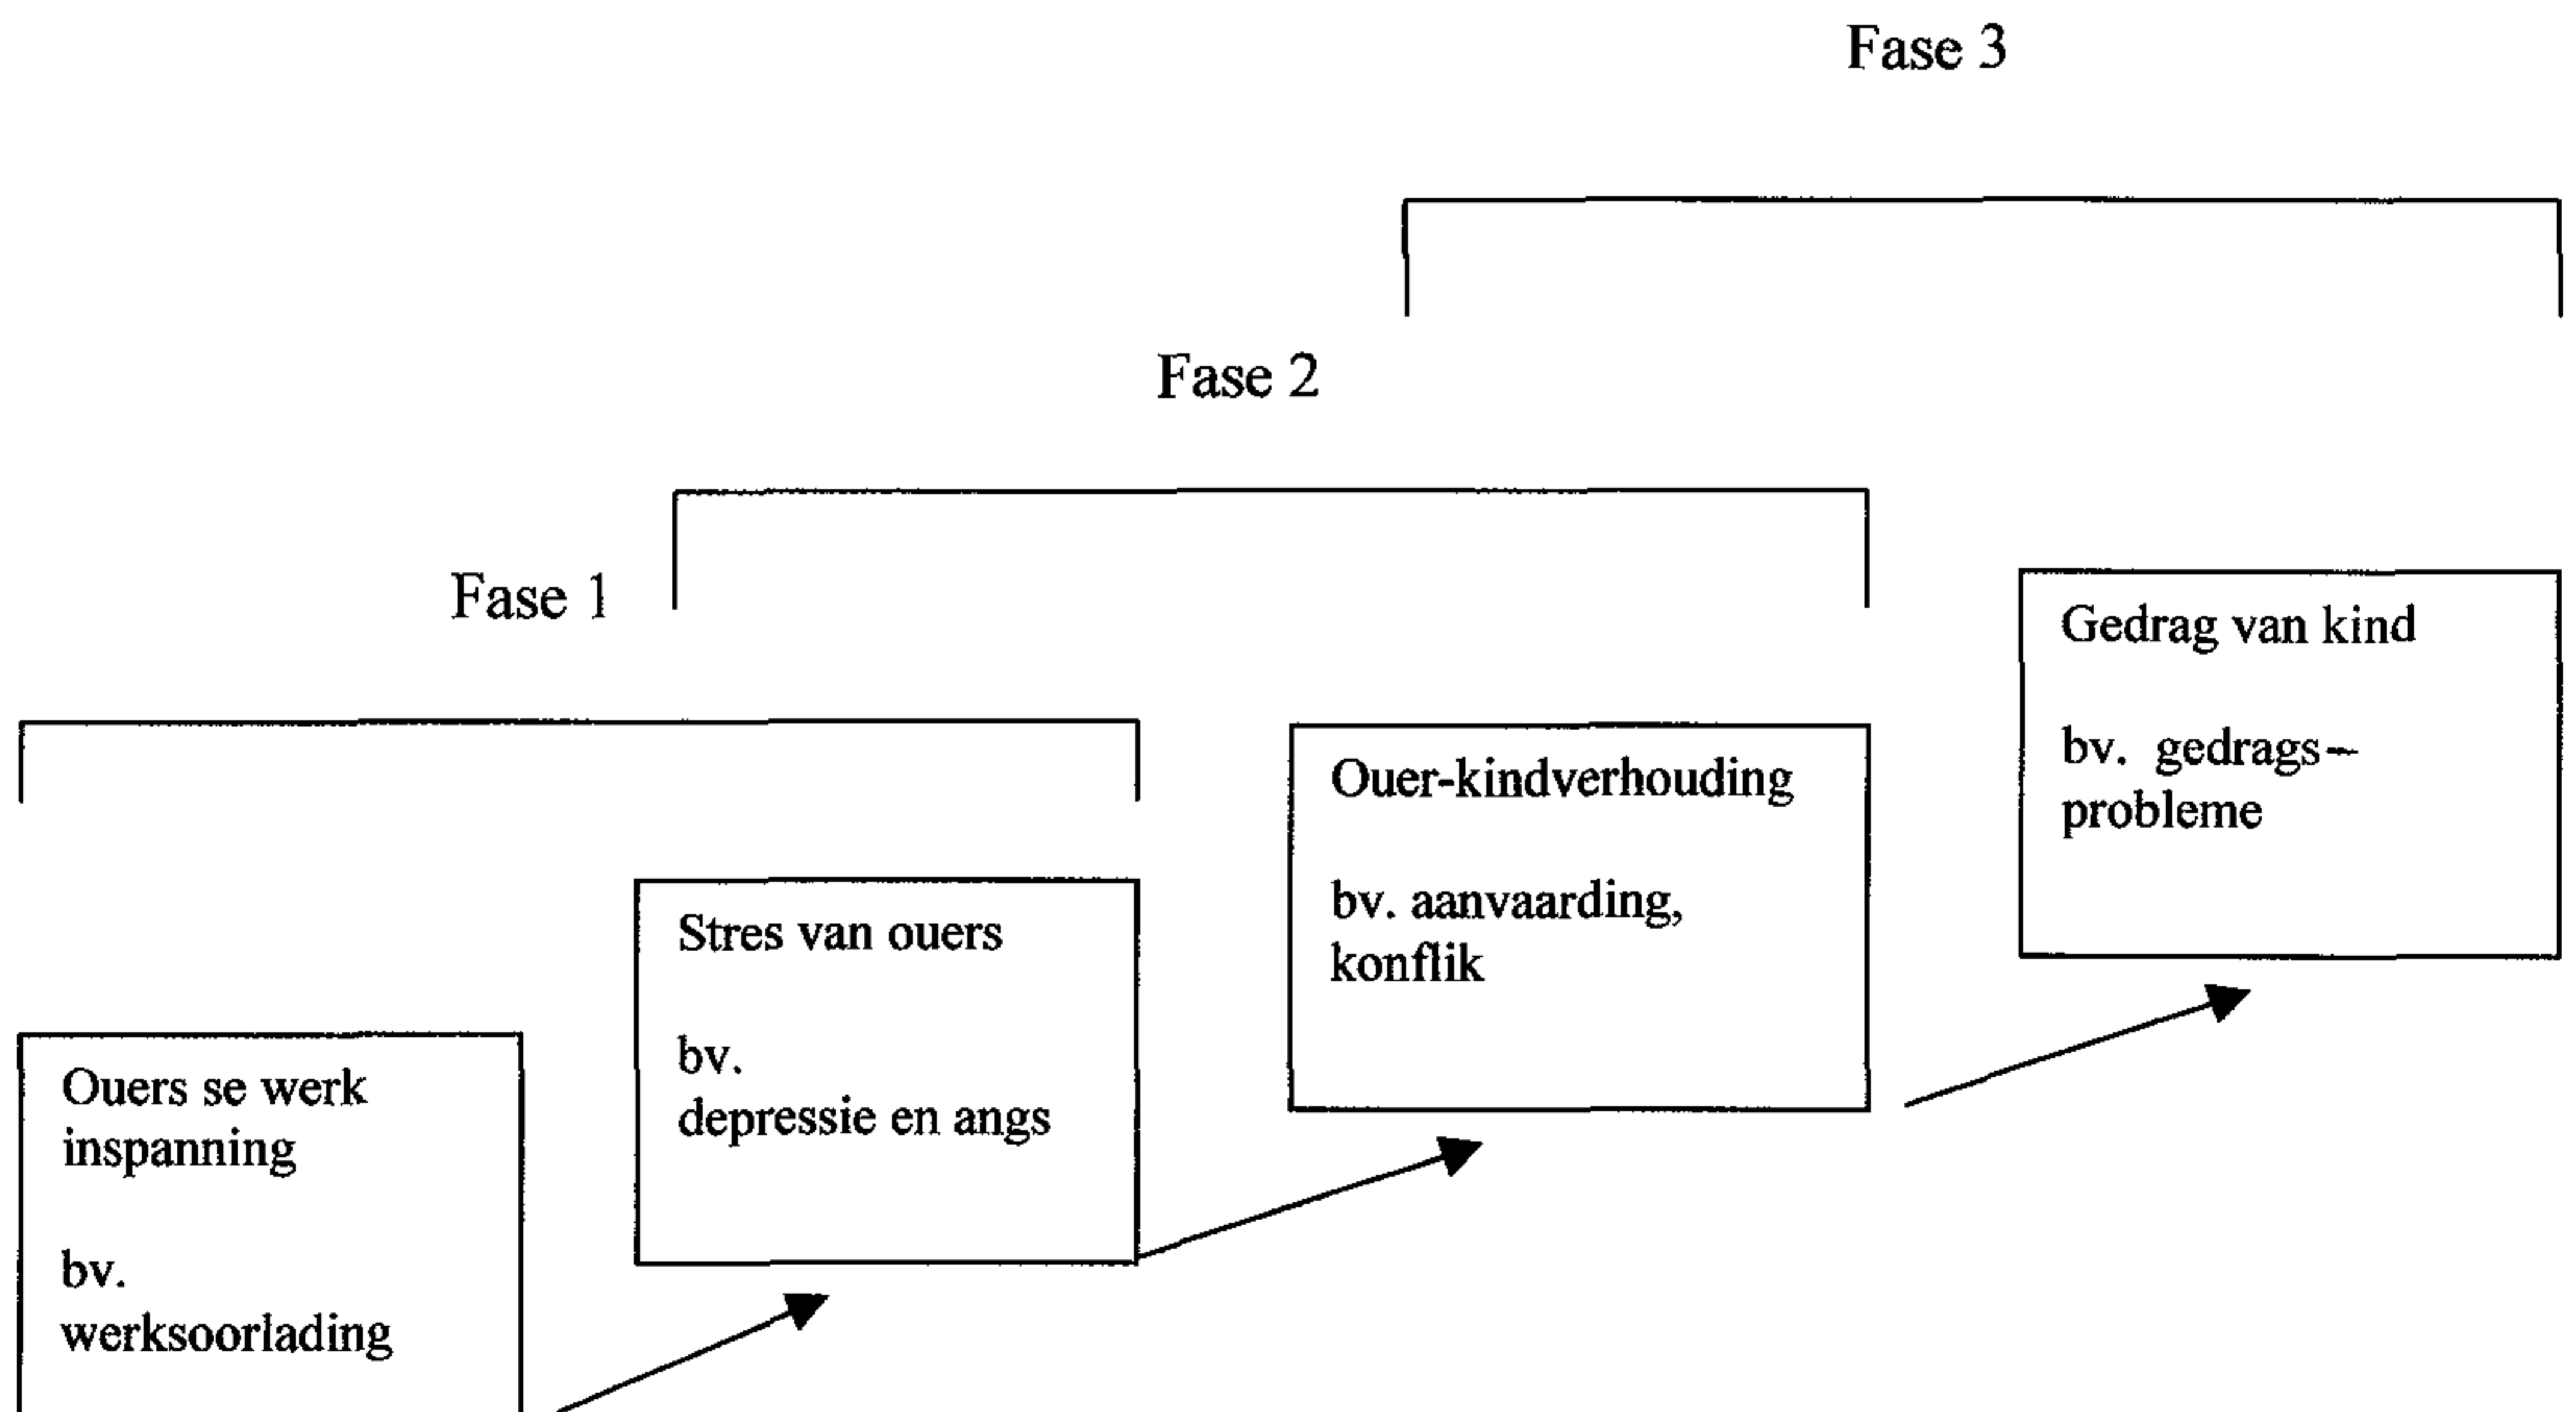 Fase 3
Fase 2
Fase 1
Gedrag van kind
bv. gedrags-
probleme
Ouer-kindverhouding
bv. aanvaarding,
konflik
Stres van ouers
bv.
depressie en angs
Ouers se werk
inspanning
bv.
werksoorlading